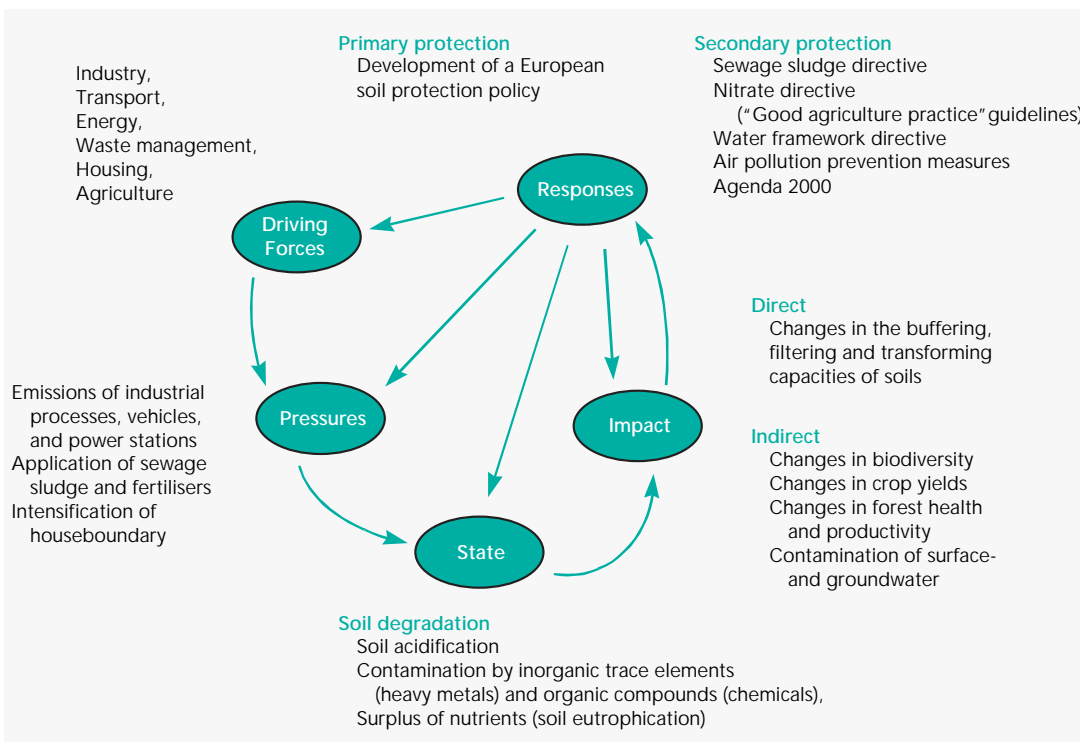 Primary protection
Development of a European
soil protection policy
Secondary protection
Sewage sludge directive
Nitrate directive
("Good agriculture practice" guidelines)
Water framework directive
Air pollution prevention measures
Agenda 2000
Industry,
Transport,
Energy,
Waste management,
Housing,
Agriculture
Responses
Driving
Forces
Direct
Changes in the buffering,
filtering and transforming
capacities of soils
Emissions of industrial
processes, vehicles,
and power stations
Application of sewage
sludge and fertilisers
Intensification of
houseboundary
Pressures
Impact
Indirect
Changes in biodiversity
Changes in crop yields
Changes in forest health
and productivity
Contamination of surface-
and groundwater
State
Soil degradation
Soil acidification
Contamination by inorganic trace elements
(heavy metals) and organic compounds (chemicals),
Surplus of nutrients (soil eutrophication)